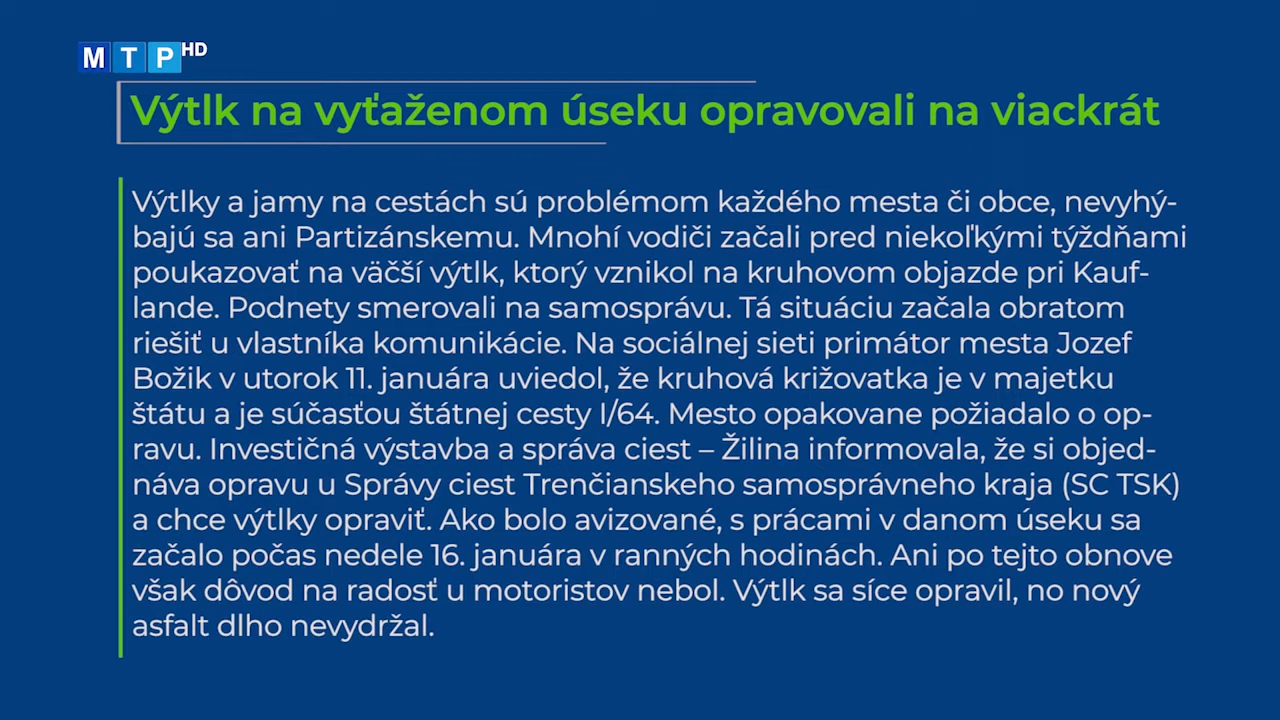 MTP HD
Výtlk na vyťaženom úseku opravovali na viackrát
Výtlky a jamy na cestách sú problémom každého mesta či obce, nevyhý-
bajú sa ani Partizánskemu. Mnohí vodiči začali pred niekoľkými týždňami
poukazovať na väčší výtlk, ktorý vznikol na kruhovom objazde pri Kauf-
lande. Podnety smerovali na samosprávu. Tá situáciu začala obratom
riešiť u vlastníka komunikácie. Na sociálnej sieti primátor mesta Jozef
Božik v utorok 11. januára uviedol, že kruhová križovatka je v majetku
štátu a je súčasťou štátnej cesty I/64. Mesto opakovane požiadalo o op-
ravu. Investičná výstavba a správa ciest – Žilina informovala, že si objed-
náva opravu u Správy ciest Trenčianskeho samosprávneho kraja (SC TSK)
a chce výtlky opraviť. Ako bolo avizované, s prácami v danom úseku sa
začalo počas nedele 16. januára v ranných hodinách. Ani po tejto obnove
však dôvod na radosť u motoristov nebol. Výtlk sa síce opravil, no nový
asfalt dlho nevydržal.